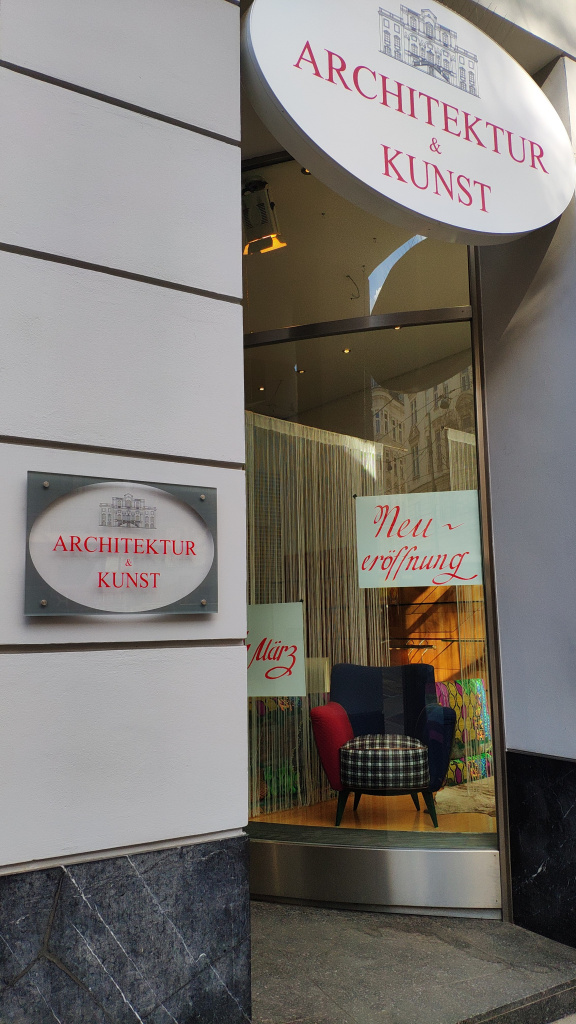 ARCHITEKTUR
&
KUNST
ARCHITEKTUR
&
KUNST
Neu-
eröffnung
März